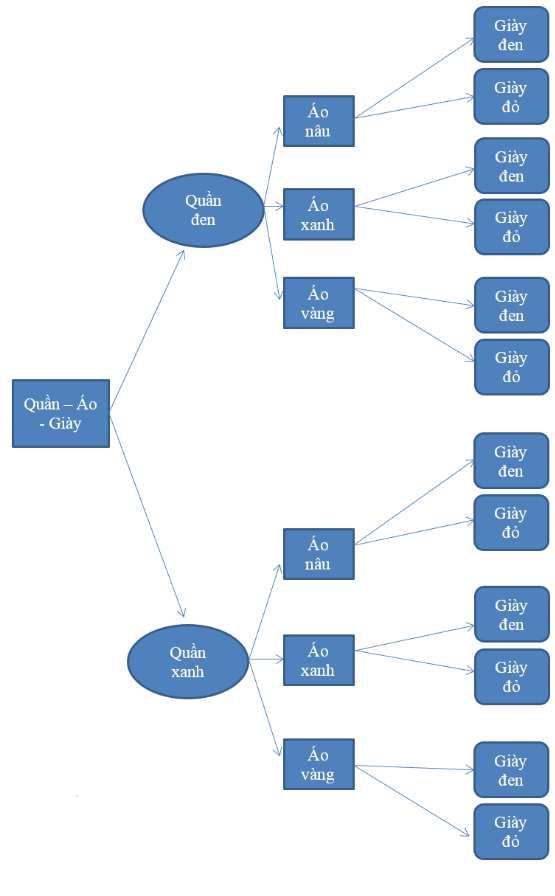 Giày
đen
Giày
đỏ
Áo
nâu
Giày
đen
Giày
đỏ
Quần
đen
Áo
xanh
Giày
đen
Giày
đỏ
Áo
vàng
Quần – Áo
- Giày
Giày
đen
Giày
đỏ
Áo
nâu
Giày
đen
Giày
đỏ
Quần
xanh
Áo
xanh
Giày
đen
Giày
đỏ
Áo
vàng